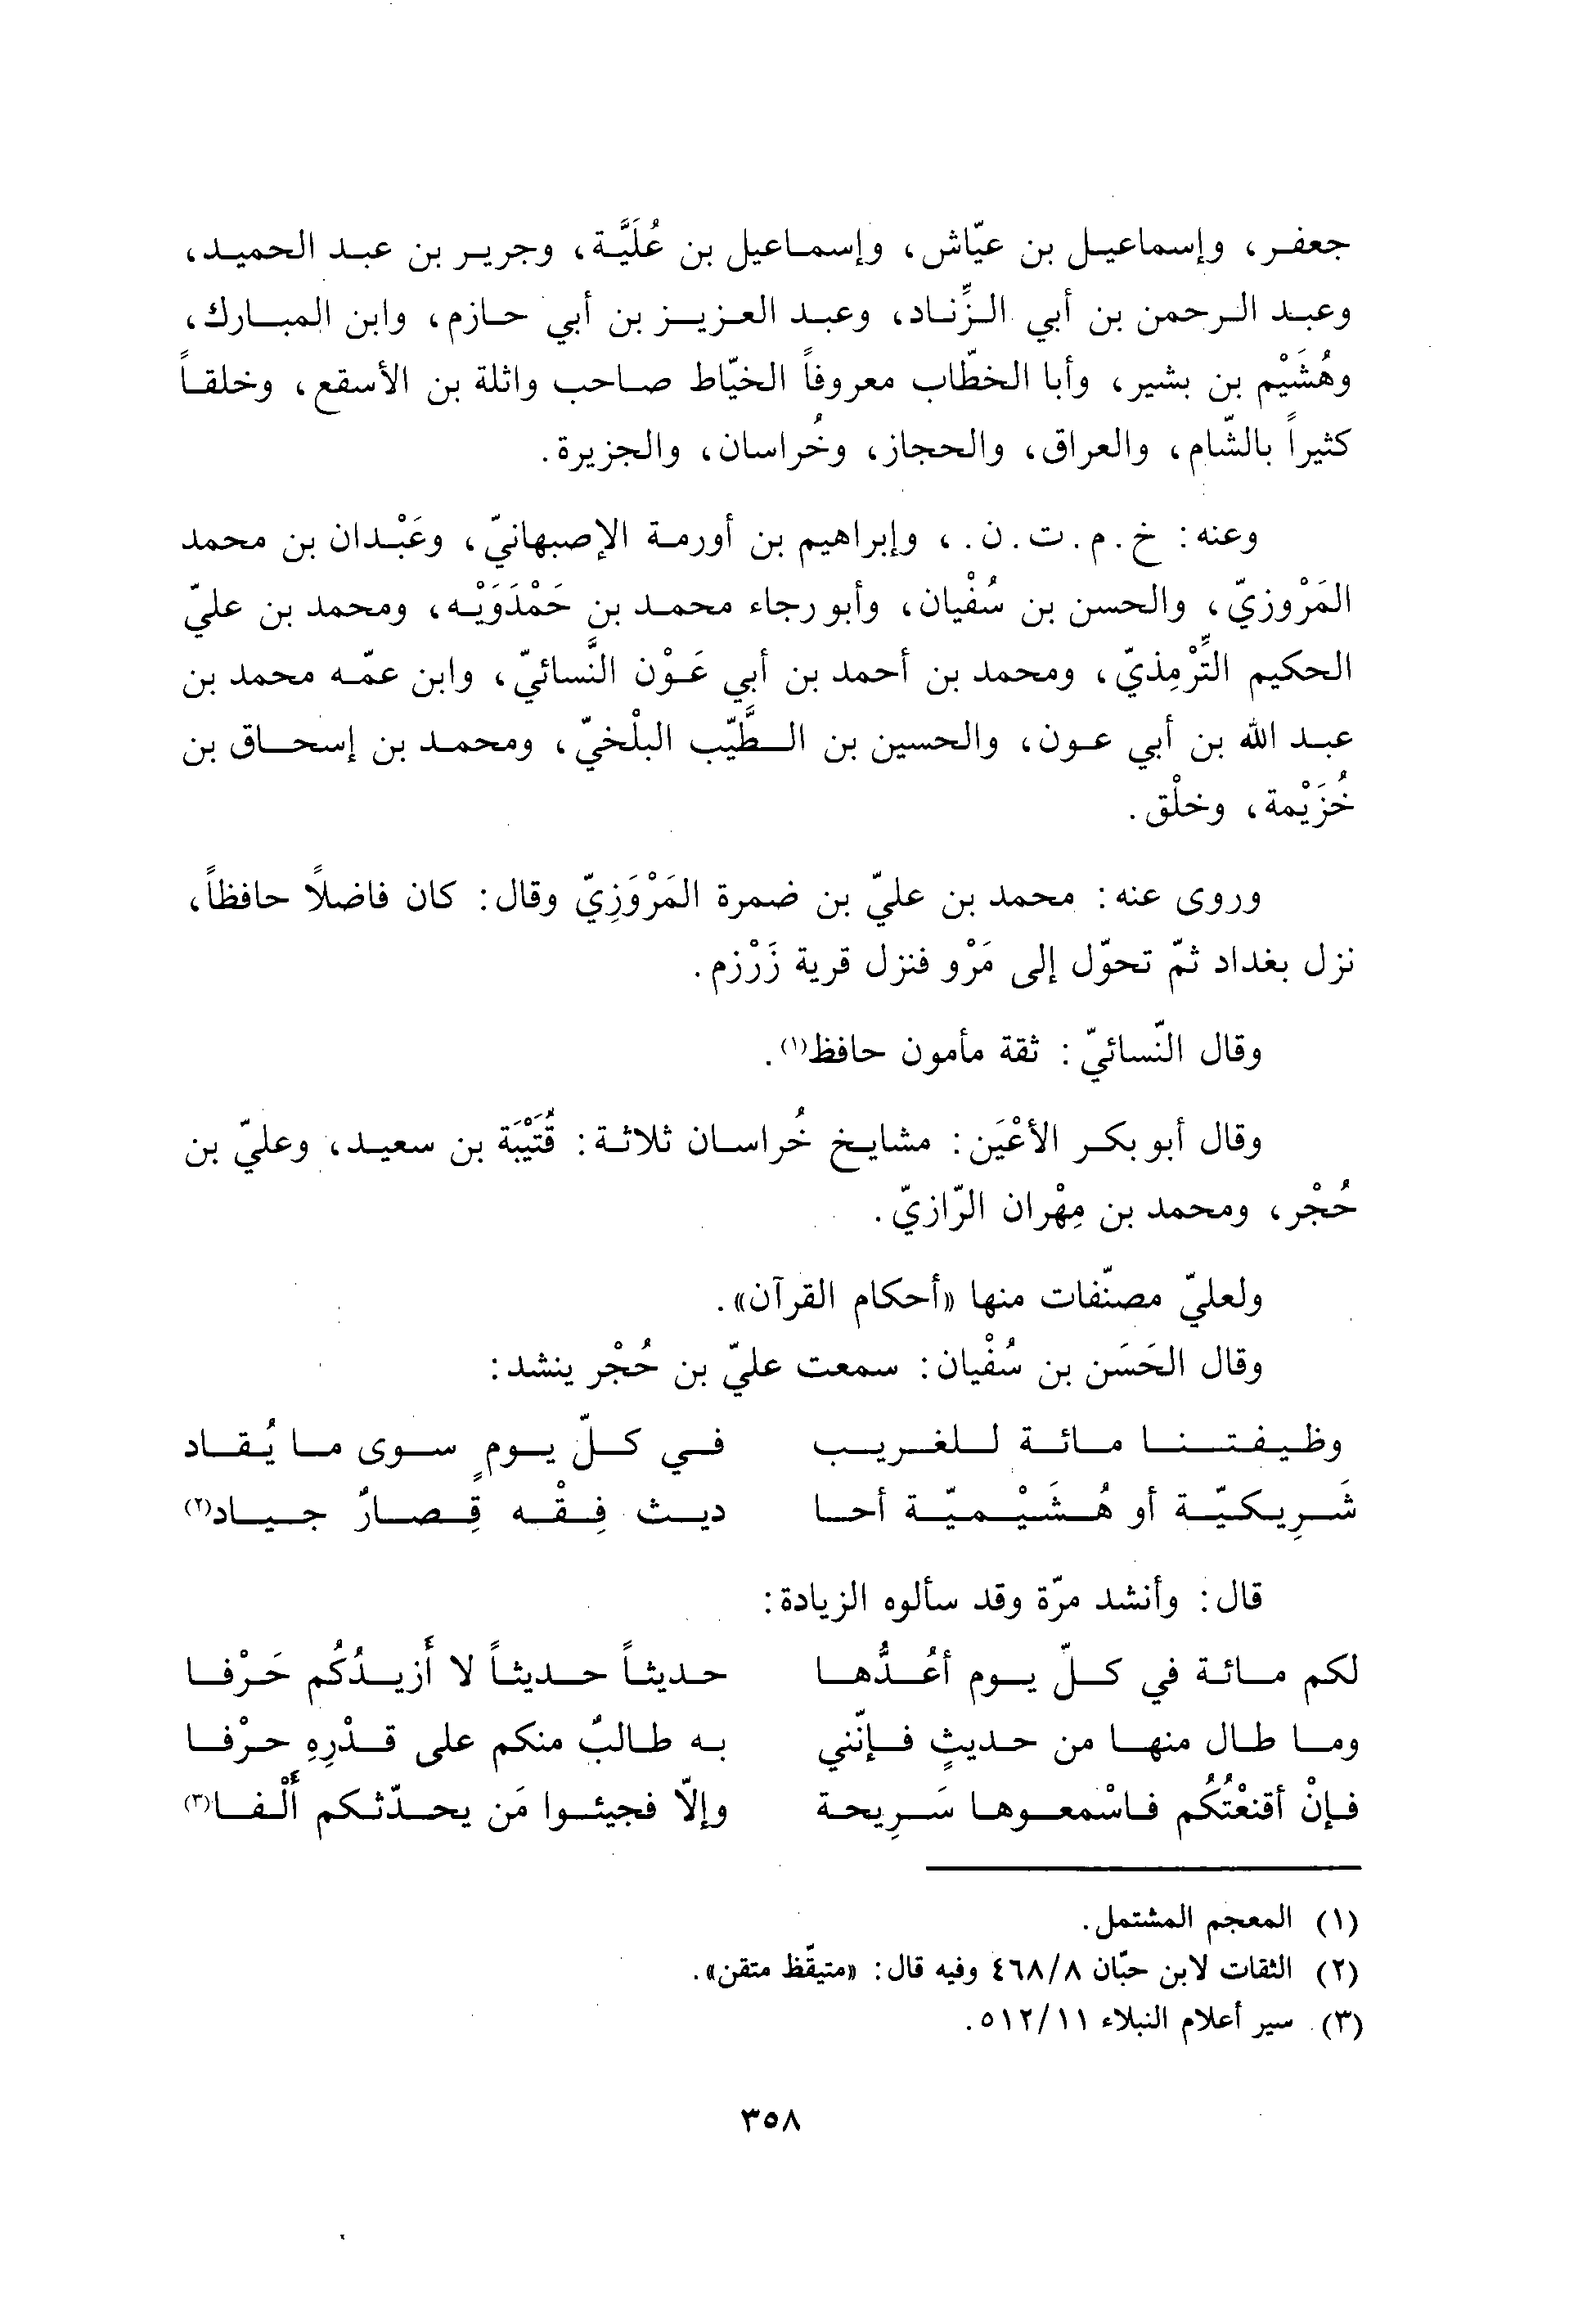 جعفر، وإسماعيل بن عيّاش، وإسماعيل بن عُلَيَّة، وجرير بن عبد الحميد،
وعبد الرحمن بن أبي الزِّناد، وعبد العزيز بن أبي حازم، وابن المبارك،
وهُشَيْم بن بشير، وأبا الخطّاب معروفاً الخيّاط صاحب واثلة بن الأسقع، وخلقاً
كثيراً بالشّام، والعراق، والحجاز، وخُراسان، والجزيرة.
وعنه: خ. م. ت. ن.، وإبراهيم بن أورمة الإصبهانيّ، وعَبْدان بن محمد
المَرْوزيّ، والحسن بن سُفْيان، وأبو رجاء محمد بن حَمْدَوَيْه، ومحمد بن عليّ
الحكيم التِّرْمِذيّ، ومحمد بن أحمد بن أبي عَوْن النَّسائيّ، وابن عمّه محمد بن
عبد الله بن أبي عون، والحسين بن الطَّيّب البلْخيّ، ومحمد بن إسحاق بن
خُزَيْمة، وخلْق.
وروى عنه: محمد بن عليّ بن ضمرة المَرْوَزِيّ وقال: كان فاضلاً حافظاً،
نزل بغداد ثمّ تحوّل إلى مَرْو فنزل قرية زَرْزم.
وقال النّسائيّ: ثقة مأمون حافظ(١).
وقال أبو بكر الأعْيَن: مشايخ خُراسان ثلاثة: قُتَيْبَة بن سعيد، وعليّ بن
حُجْر، ومحمد بن مِهْران الرّازيّ.
ولعليّ مصنّفات منها «أحكام القرآن».
وقال الحَسَن بن سُفْيان: سمعت عليّ بن حُجْر ينشد:
وظيفتنا مائة للغريب في كلّ يومٍ سوى ما يُقاد
شَرِيكيّة أو هُشَيْميّة أحا ديث فِقْه قِصارٌ جياد(٢)
قال: وأنشد مرّة وقد سألوه الزيادة:
لكم مائة في كلّ يوم أعُدُّها حديثاً حديثاً لا أَزيدُكُم حَرْفا
وما طال منها من حديثٍ فإنّني به طالبٌ منكم على قدْرِهِ حرْفا
فإنْ أقنعْتُكُم فاسْمعوها سَرِيحة وإلاّ فجيئوا مَن يحدّثكم أَلْفا(٣)
(١) المعجم المشتمل.
(٢) الثقات لابن حبّان ٤٦٨/٨ وفيه قال: «متيقّظ متقن».
(٣) سير أعلام النبلاء ٥١٢/١١.
٣٥٨